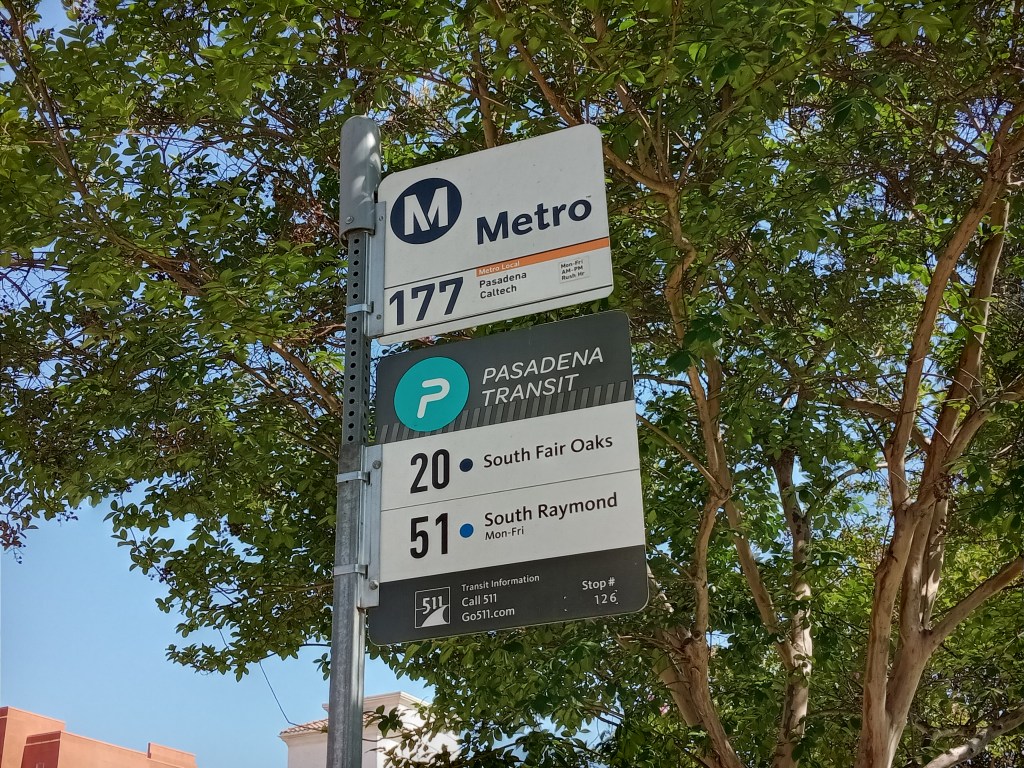 M Metro
Metro Local
177
Pasadena
Caltech
Mon-Fri
AM-PM
Rush Hr
P
PASADENA
TRANSIT
20 South Fair Oaks
51 South Raymond
Mon-Fri
511
Transit Information
Call 511
Go511.com
Stop #
126